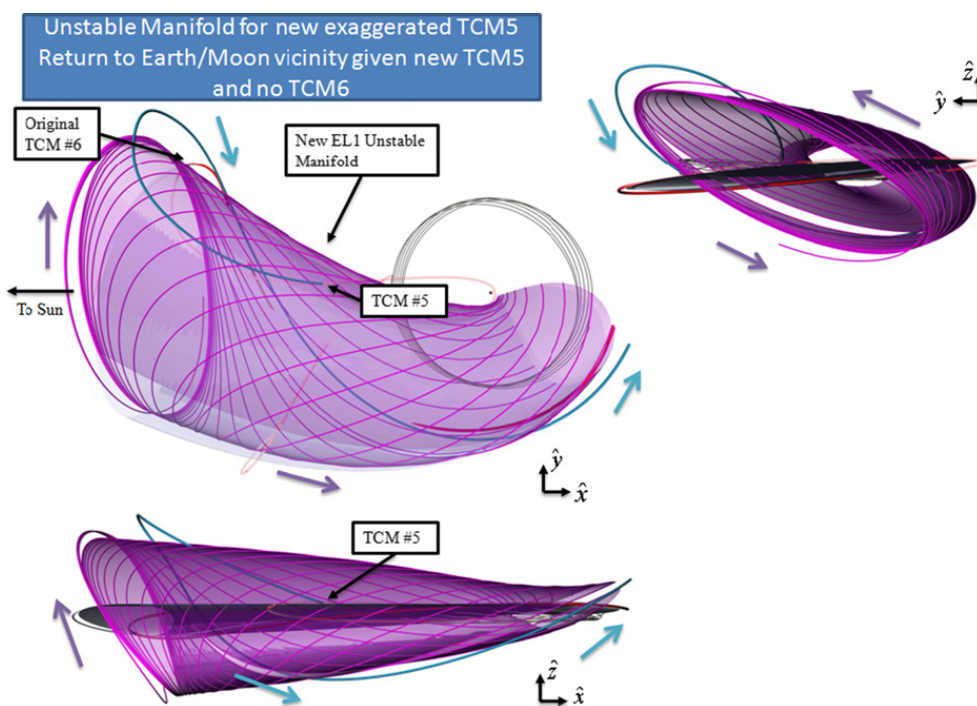 Unstable Manifold for new exaggerated TCM5
Return to Earth/Moon vicinity given new TCM5
and no TCM6
Original
TCM #6
New EL1 Unstable
Manifold
ẑ
ŷ
To Sun
TCM #5
ŷ
x̂
TCM #5
ẑ
x̂